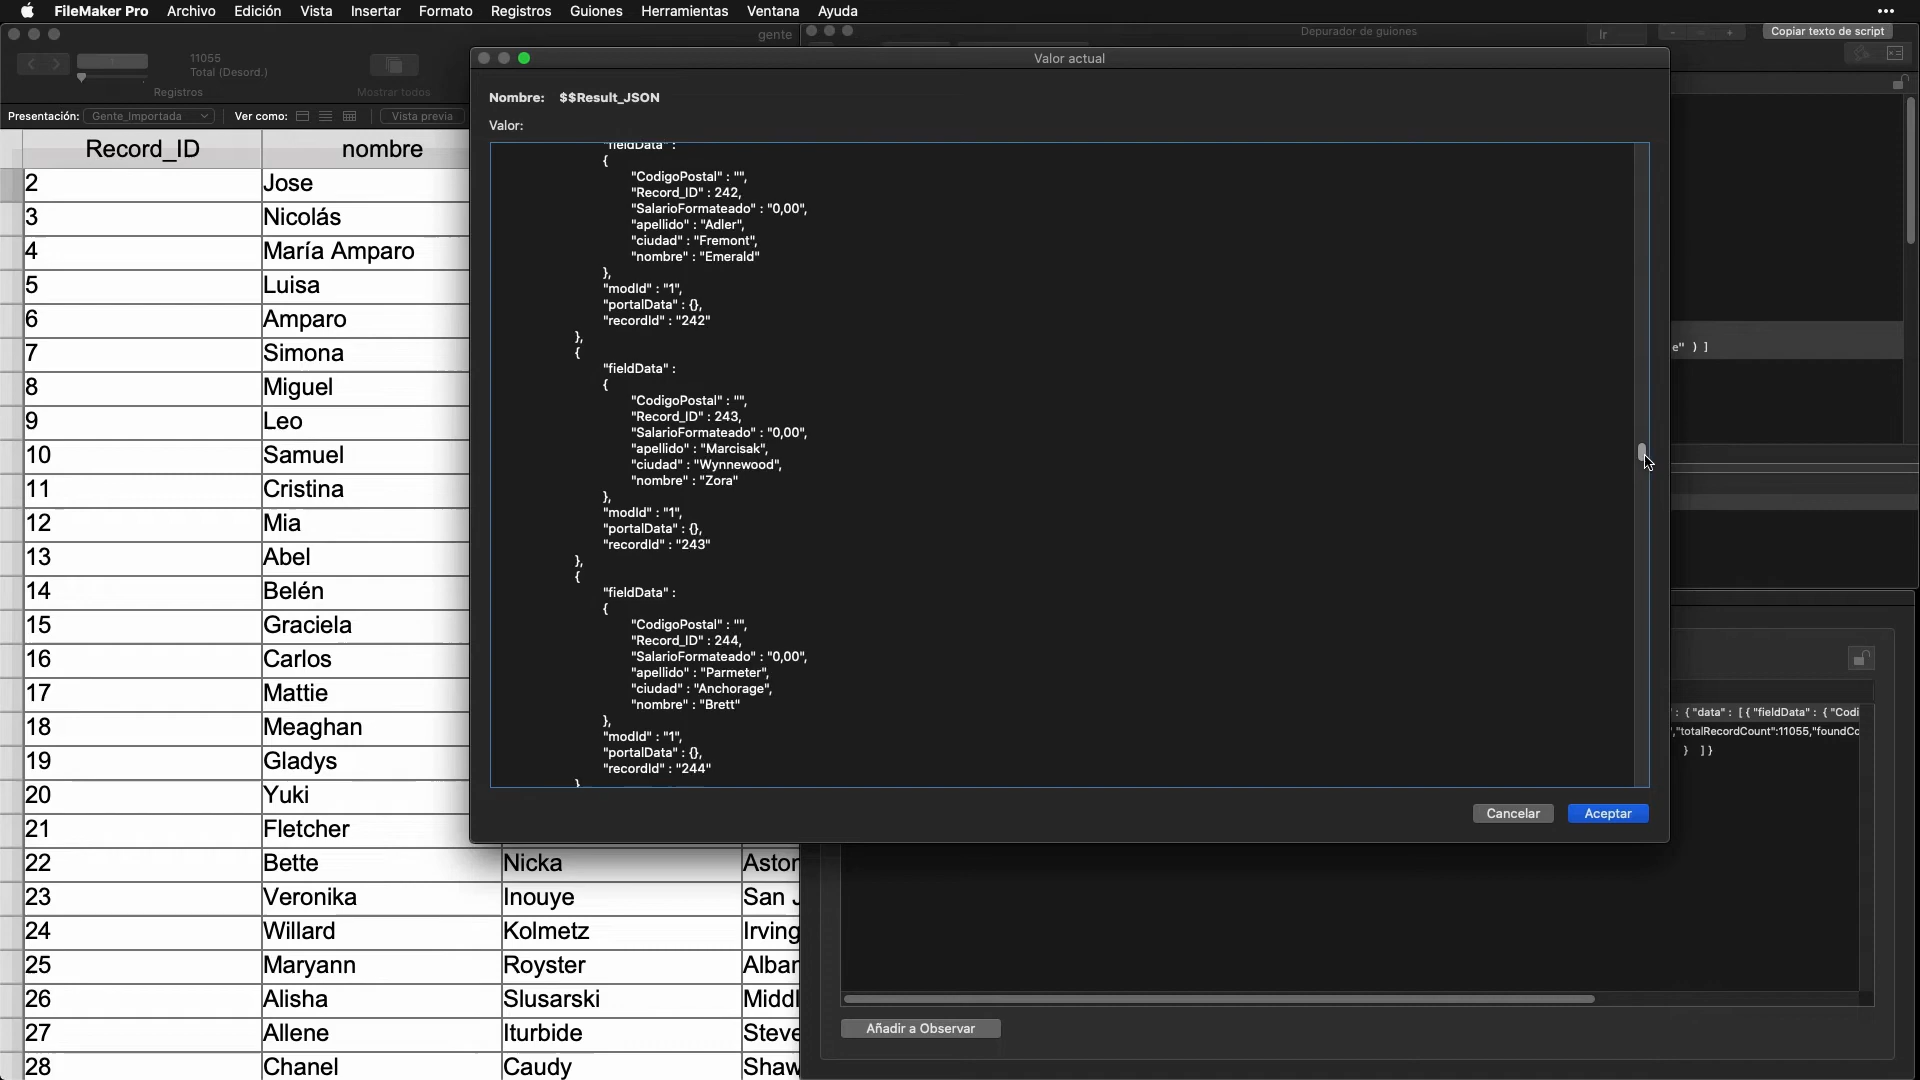 FileMaker Pro Archivo Edición Vista Insertar Formato Registros Guiones Herramientas Ventana Ayuda
gente
11055
Total (Desord.)
Registros
Mostrar todos
Presentación: Gente_Importada Ver como: Vista previa
Depurador de guiones
Ir
Copiar texto de script
Record_ID nombre
2 Jose
3 Nicolás
4 María Amparo
5 Luisa
6 Amparo
7 Simona
8 Miguel
9 Leo
10 Samuel
11 Cristina
12 Mia
13 Abel
14 Belén
15 Graciela
16 Carlos
17 Mattie
18 Meaghan
19 Gladys
20 Yuki
21 Fletcher
22 Bette Nicka Aston
23 Veronika Inouye San J
24 Willard Kolmetz Irving
25 Maryann Royster Alban
26 Alisha Slusarski Middl
27 Allene Iturbide Steve
28 Chanel Caudy Shaw
Valor actual
Nombre: $$Result_JSON
Valor:
"fieldData" :
{
"CodigoPostal" : "",
"Record_ID" : 242,
"SalarioFormateado" : "0,00",
"apellido" : "Adler",
"ciudad" : "Fremont",
"nombre" : "Emerald"
},
"modId" : "1",
"portalData" : {},
"recordId" : "242"
},
{
"fieldData" :
{
"CodigoPostal" : "",
"Record_ID" : 243,
"SalarioFormateado" : "0,00",
"apellido" : "Marcisak",
"ciudad" : "Wynnewood",
"nombre" : "Zora"
},
"modId" : "1",
"portalData" : {},
"recordId" : "243"
},
{
"fieldData" :
{
"CodigoPostal" : "",
"Record_ID" : 244,
"SalarioFormateado" : "0,00",
"apellido" : "Parmeter",
"ciudad" : "Anchorage",
"nombre" : "Brett"
},
"modId" : "1",
"portalData" : {},
"recordId" : "244"
}
Cancelar Aceptar
e" ) ]
: {"data" : [{"fieldData" : {"Codi
","totalRecordCount":11055,"foundCo
} ]}
Añadir a Observar